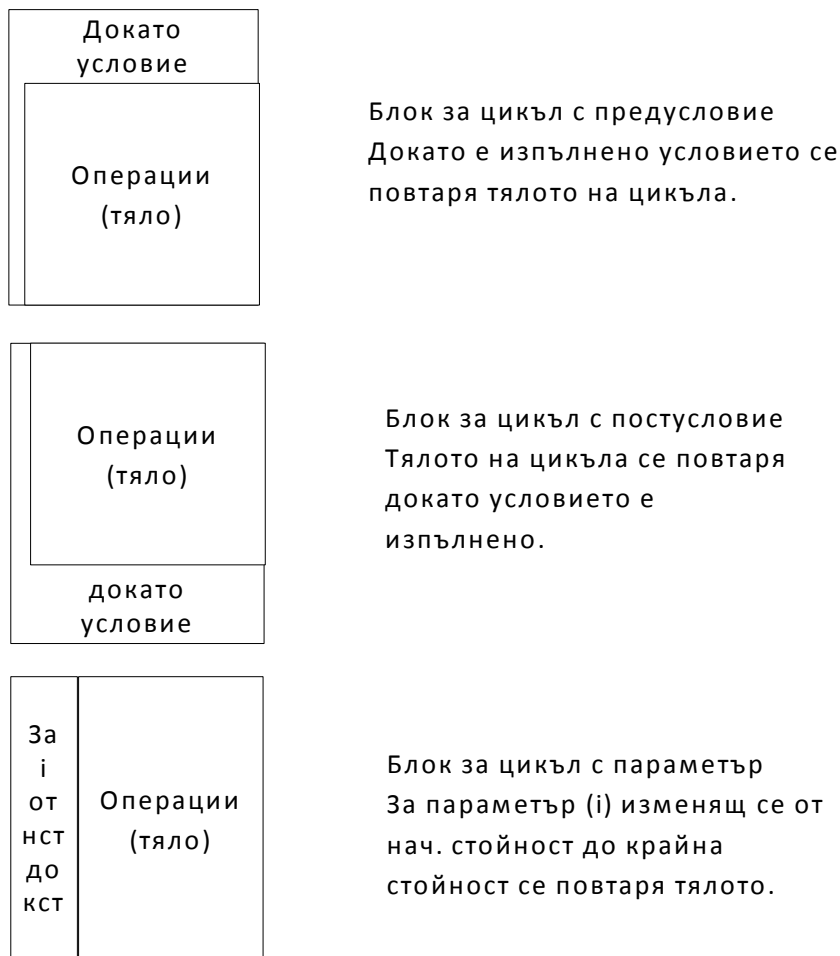 Докато
условие
Операции
(тяло)
Блок за цикъл с предусловие
Докато е изпълнено условието се
повтаря тялото на цикъла.
Операции
(тяло)
докато
условие
Блок за цикъл с постусловие
Тялото на цикъла се повтаря
докато условието е
изпълнено.
За
i
от
нст
до
кст
Операции
(тяло)
Блок за цикъл с параметър
За параметър (i) изменящ се от
нач. стойност до крайна
стойност се повтаря тялото.